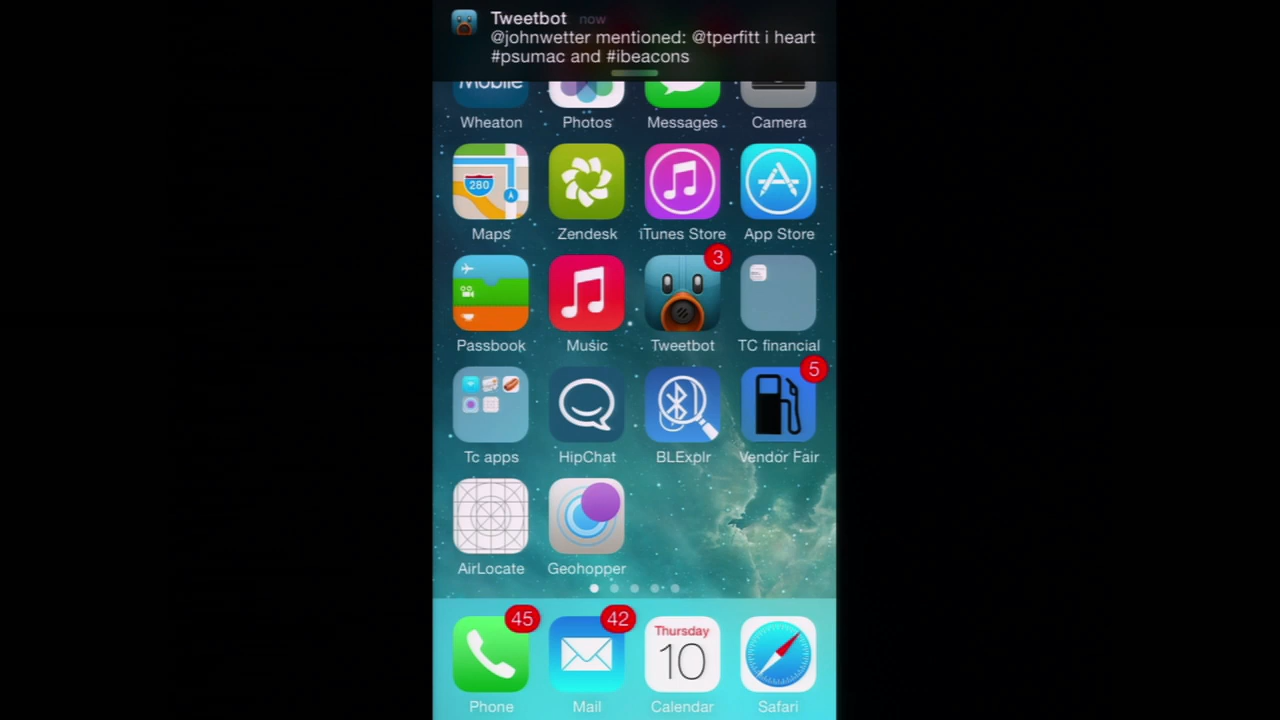 Tweetbot now
@johnwetter mentioned: @tperfitt i heart
#psumac and #ibeacons
Mobile
Wheaton Photos Messages Camera
280
Maps Zendesk iTunes Store App Store
3
Passbook Music Tweetbot TC financial
5
Tc apps HipChat BLExplr Vendor Fair
AirLocate Geohopper
45 42
Thursday
10
Phone Mail Calendar Safari